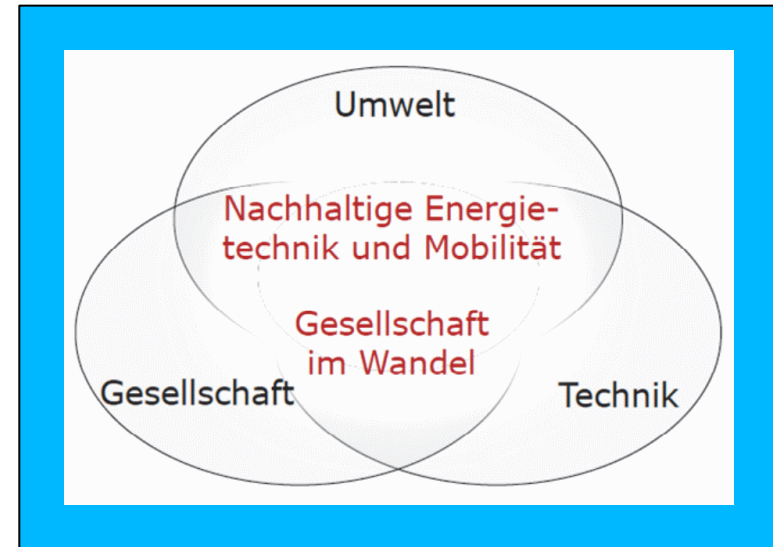 Umwelt
Nachhaltige Energie-
technik und Mobilität
Gesellschaft
im Wandel
Gesellschaft
Technik